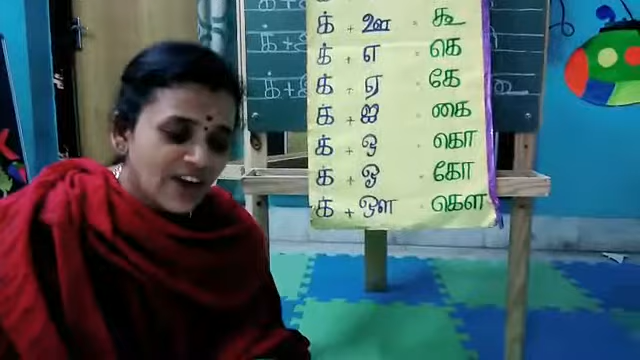 க் + ஊ = கூ
க் + எ = கெ
க் + ஏ = கே
க் + ஐ = கை
க் + ஒ = கொ
க் + ஓ = கோ
க் + ஔ = கௌ